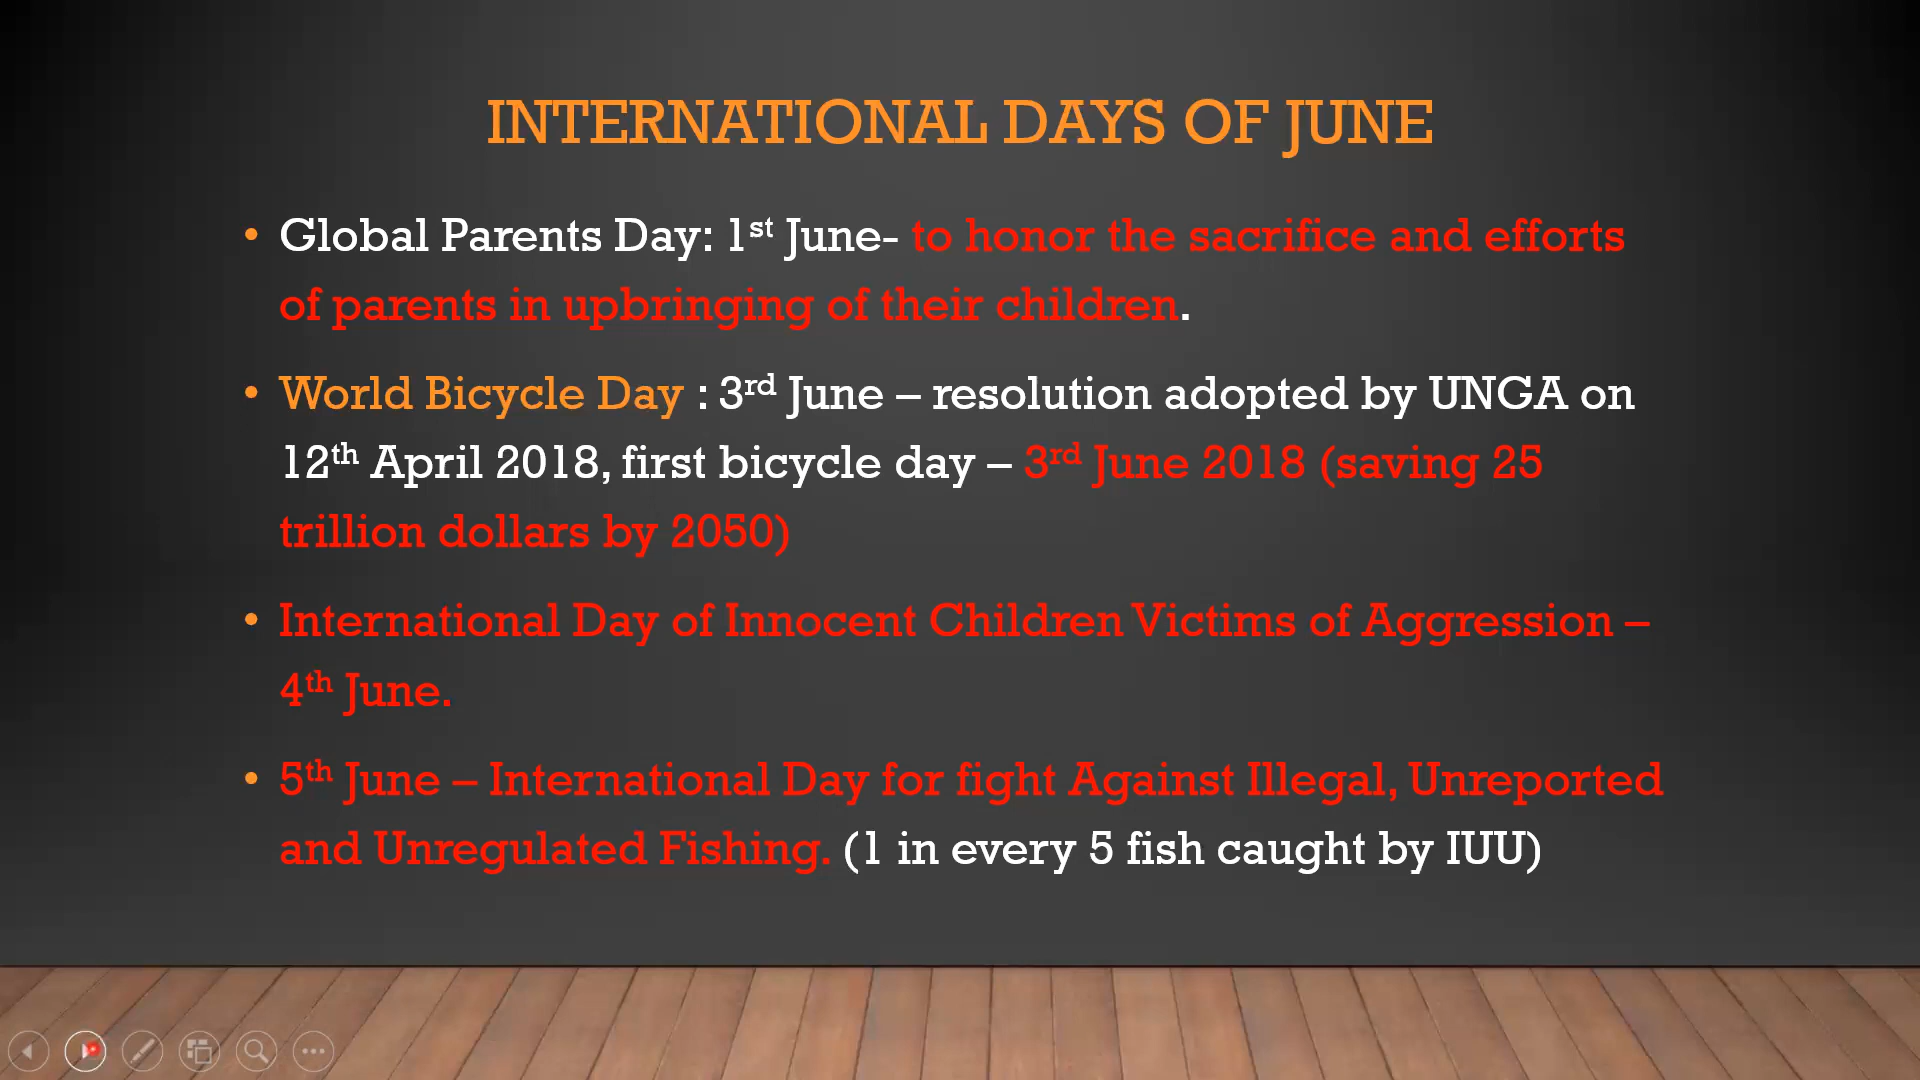 INTERNATIONAL DAYS OF JUNE
• Global Parents Day: 1st June- to honor the sacrifice and efforts
of parents in upbringing of their children.
• World Bicycle Day : 3rd June – resolution adopted by UNGA on
12th April 2018, first bicycle day – 3rd June 2018 (saving 25
trillion dollars by 2050)
• International Day of Innocent Children Victims of Aggression –
4th June.
• 5th June – International Day for fight Against Illegal, Unreported
and Unregulated Fishing. (1 in every 5 fish caught by IUU)